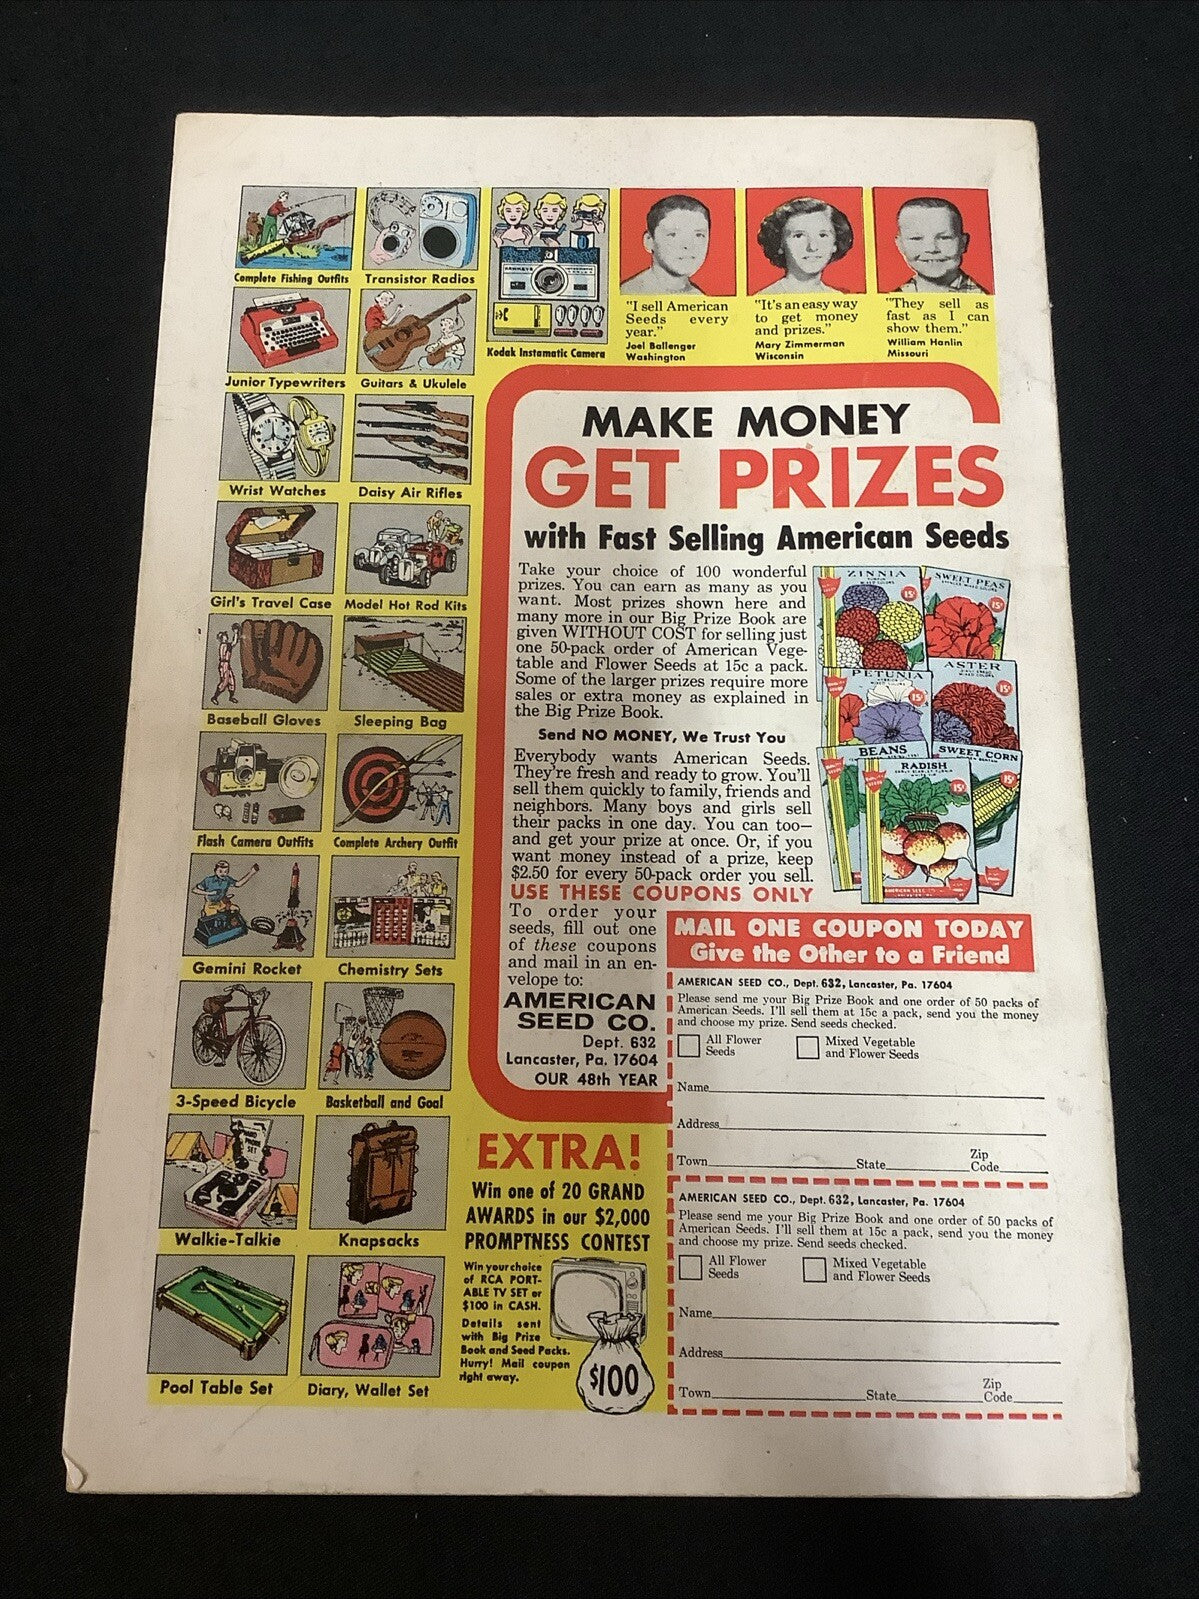 Complete Fishing Outfits
Transistor Radios
Kodak Instamatic Camera
Junior Typewriters
Guitars & Ukulele
Wrist Watches
Daisy Air Rifles
Girl's Travel Case
Model Hot Rod Kits
Baseball Gloves
Sleeping Bag
Flash Camera Outfits
Complete Archery Outfit
Gemini Rocket
Chemistry Sets
3-Speed Bicycle
Basketball and Goal
Walkie-Talkie
Knapsacks
Pool Table Set
Diary, Wallet Set
"I sell American
Seeds every
year."
Joel Ballenger
Washington
"It's an easy way
to get money
and prizes."
Mary Zimmerman
Wisconsin
"They sell as
fast as I can
show them."
William Hanlin
Missouri
MAKE MONEY
GET PRIZES
with Fast Selling American Seeds
Take your choice of 100 wonderful
prizes. You can earn as many as you
want. Most prizes shown here and
many more in our Big Prize Book are
given WITHOUT COST for selling just
one 50-pack order of American Vege-
table and Flower Seeds at 15c a pack.
Some of the larger prizes require more
sales or extra money as explained in
the Big Prize Book.
Send NO MONEY, We Trust You
Everybody wants American Seeds.
They're fresh and ready to grow. You'll
sell them quickly to family, friends and
neighbors. Many boys and girls sell
their packs in one day. You can too—
and get your prize at once. Or, if you
want money instead of a prize, keep
$2.50 for every 50-pack order you sell.
USE THESE COUPONS ONLY
To order your
seeds, fill out one
of these coupons
and mail in an en-
velope to:
AMERICAN
SEED CO.
Dept. 632
Lancaster, Pa. 17604
OUR 48th YEAR
ZINNIA
15¢
SWEET PEAS
15¢
PETUNIA
15¢
ASTER
15¢
BEANS
SWEET CORN
15¢
RADISH
15¢
AMERICAN SEED CO.
MAIL ONE COUPON TODAY
Give the Other to a Friend
AMERICAN SEED CO., Dept. 632, Lancaster, Pa. 17604
Please send me your Big Prize Book and one order of 50 packs of
American Seeds. I'll sell them at 15c a pack, send you the money
and choose my prize. Send seeds checked.
All Flower
Seeds
Mixed Vegetable
and Flower Seeds
Name
Address
Town State Zip Code
AMERICAN SEED CO., Dept. 632, Lancaster, Pa. 17604
Please send me your Big Prize Book and one order of 50 packs of
American Seeds. I'll sell them at 15c a pack, send you the money
and choose my prize. Send seeds checked.
All Flower
Seeds
Mixed Vegetable
and Flower Seeds
Name
Address
Town State Zip Code
EXTRA!
Win one of 20 GRAND
AWARDS in our $2,000
PROMPTNESS CONTEST
Win your choice
of RCA PORT-
ABLE TV SET or
$100 in CASH.
Details sent
with Big Prize
Book and Seed Packs.
Hurry! Mail coupon
right away.
$100